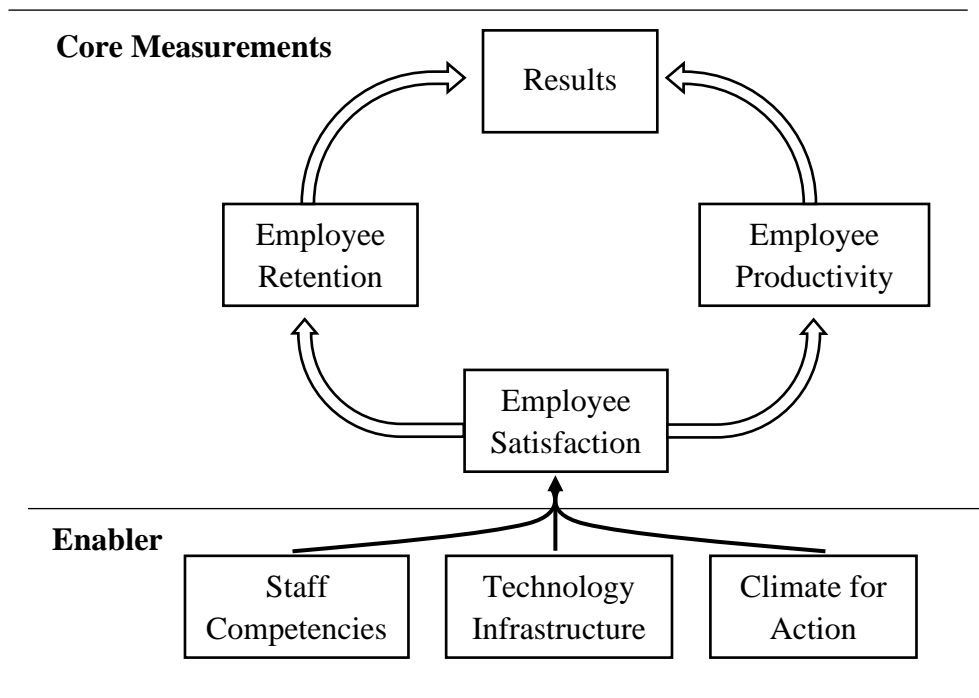 Core Measurements
Results
Employee
Retention
Employee
Productivity
Employee
Satisfaction
Enabler
Staff
Competencies
Technology
Infrastructure
Climate for
Action